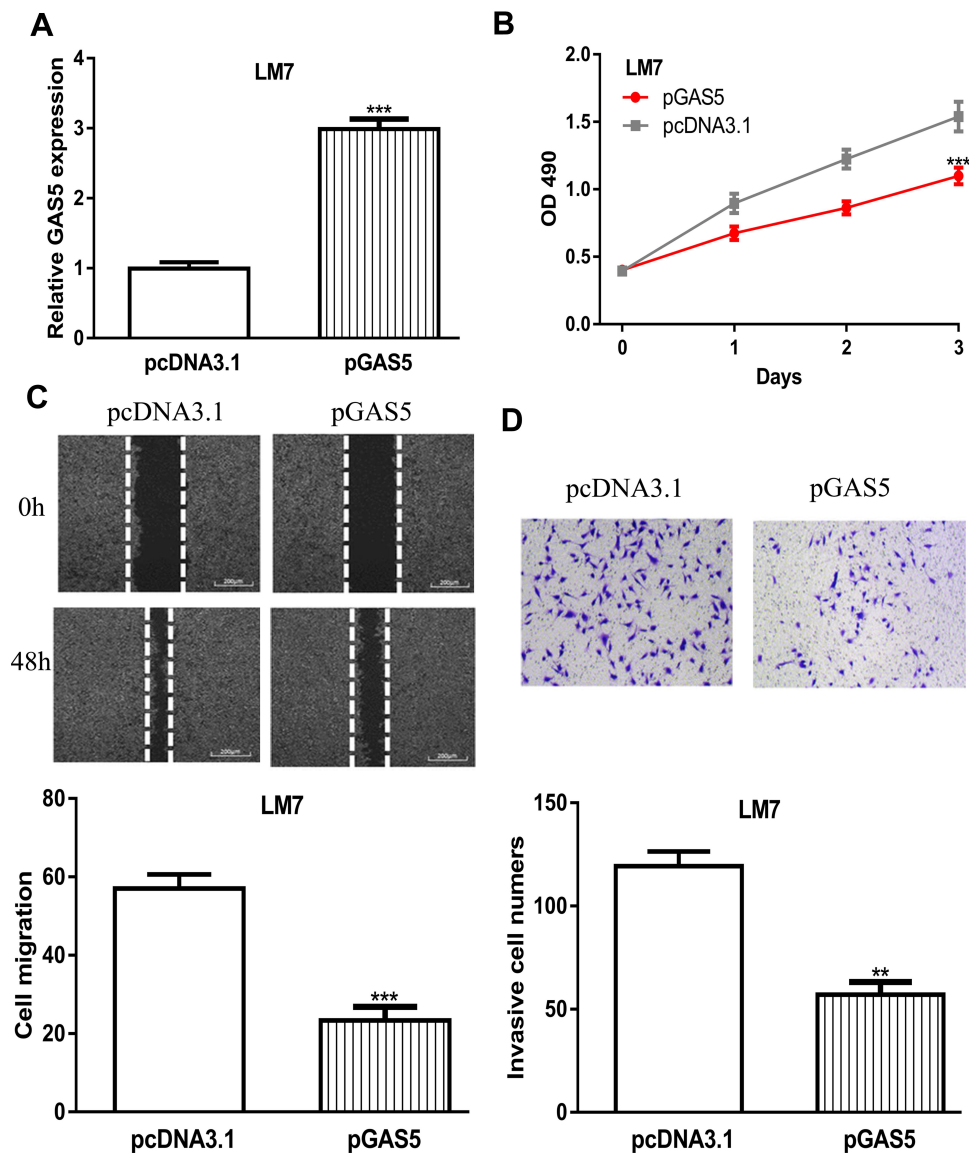 A
LM7
Relative GAS5 expression
4
3
2
1
0
***
pcDNA3.1
pGAS5
B
LM7
pGAS5
pcDNA3.1
OD 490
2.0
1.5
1.0
0.5
0.0
***
0
1
2
3
Days
C
pcDNA3.1
pGAS5
0h
200μm
200μm
48h
200μm
200μm
LM7
Cell migration
80
60
40
20
0
***
pcDNA3.1
pGAS5
D
pcDNA3.1
pGAS5
LM7
Invasive cell numers
150
100
50
0
**
pcDNA3.1
pGAS5